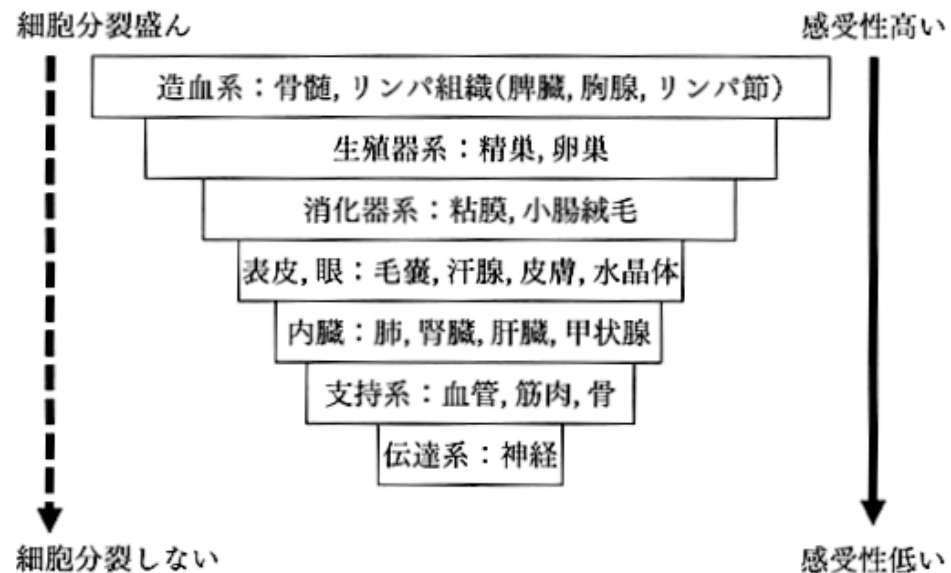 細胞分裂盛ん
感受性高い
造血系：骨髄, リンパ組織(脾臓, 胸腺, リンパ節)
生殖器系：精巣, 卵巣
消化器系：粘膜, 小腸絨毛
表皮, 眼：毛嚢, 汗腺, 皮膚, 水晶体
内臓：肺, 腎臓, 肝臓, 甲状腺
支持系：血管, 筋肉, 骨
伝達系：神経
細胞分裂しない
感受性低い